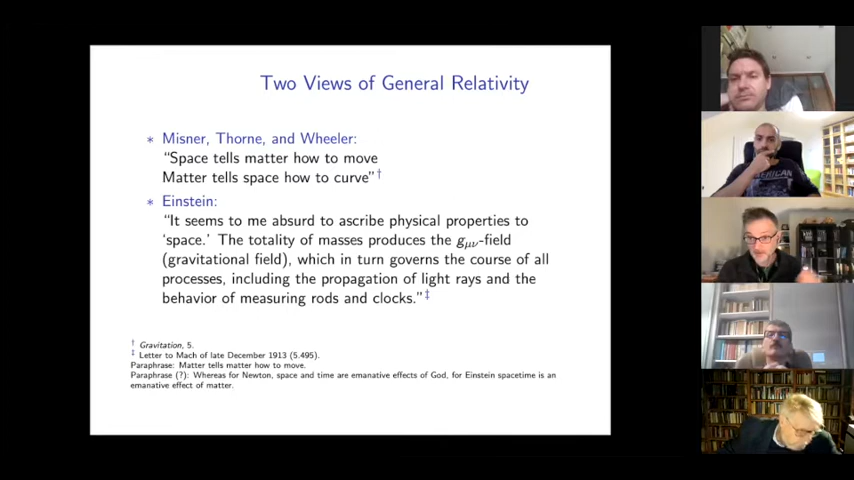 Two Views of General Relativity
* Misner, Thorne, and Wheeler:
“Space tells matter how to move
Matter tells space how to curve”†
* Einstein:
“It seems to me absurd to ascribe physical properties to
‘space.’ The totality of masses produces the gμν-field
(gravitational field), which in turn governs the course of all
processes, including the propagation of light rays and the
behavior of measuring rods and clocks.”‡
† Gravitation, 5.
‡ Letter to Mach of late December 1913 (5.495).
Paraphrase: Matter tells matter how to move.
Paraphrase (?): Whereas for Newton, space and time are emanative effects of God, for Einstein spacetime is an
emanative effect of matter.